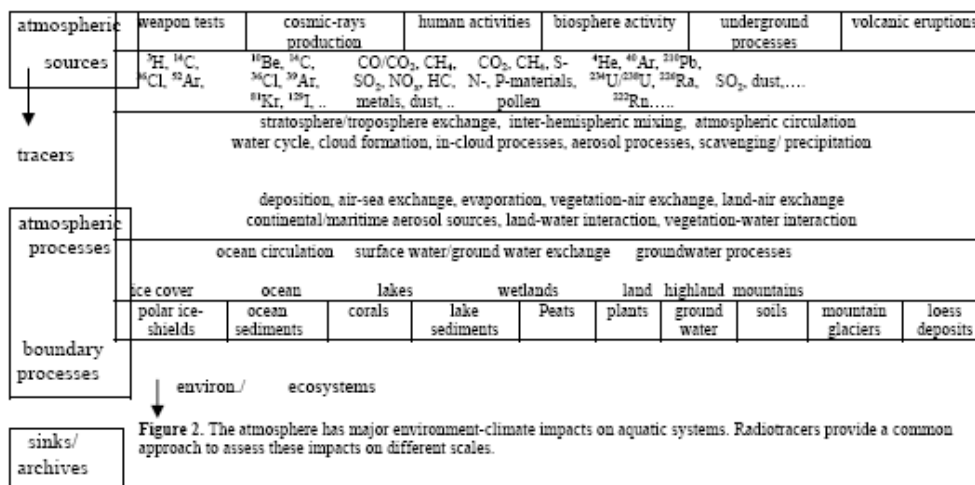 atmospheric sources
weapon tests cosmic-rays production human activities biosphere activity underground processes volcanic eruptions
³H, ¹⁴C, ¹⁰Be, ¹⁴C, CO/CO₂, CH₄, CO₂, CH₄, S- ⁴He, ⁴⁰Ar, ²¹⁰Pb,
³⁶Cl, ⁵²Ar, ³⁶Cl, ³⁹Ar, SO₂, NOₓ, HC, N-, P-materials, ²³⁴U/²³⁸U, ²²⁶Ra, SO₂, dust,....
⁸¹Kr, ¹²⁹I, .. metals, dust, .. pollen ²²²Rn.....
tracers
stratosphere/troposphere exchange, inter-hemispheric mixing, atmospheric circulation
water cycle, cloud formation, in-cloud processes, aerosol processes, scavenging/ precipitation
atmospheric processes
deposition, air-sea exchange, evaporation, vegetation-air exchange, land-air exchange
continental/maritime aerosol sources, land-water interaction, vegetation-water interaction
ocean circulation surface water/ground water exchange groundwater processes
ice cover ocean lakes wetlands land highland mountains
polar ice-shields ocean sediments corals lake sediments Peats plants ground water soils mountain glaciers loess deposits
boundary processes
environ./ ecosystems
sinks/ archives
Figure 2. The atmosphere has major environment-climate impacts on aquatic systems. Radiotracers provide a common
approach to assess these impacts on different scales.